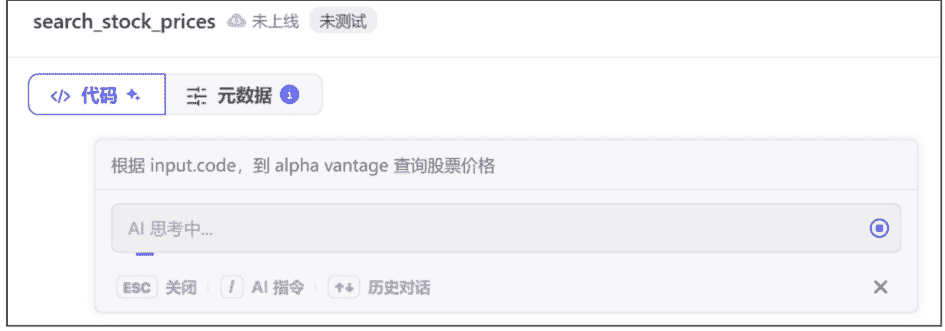 search_stock_prices 未上线 未测试
</> 代码 元数据 1
根据 input.code，到 alpha vantage 查询股票价格
AI 思考中...
ESC 关闭 / AI 指令 ↑↓ 历史对话